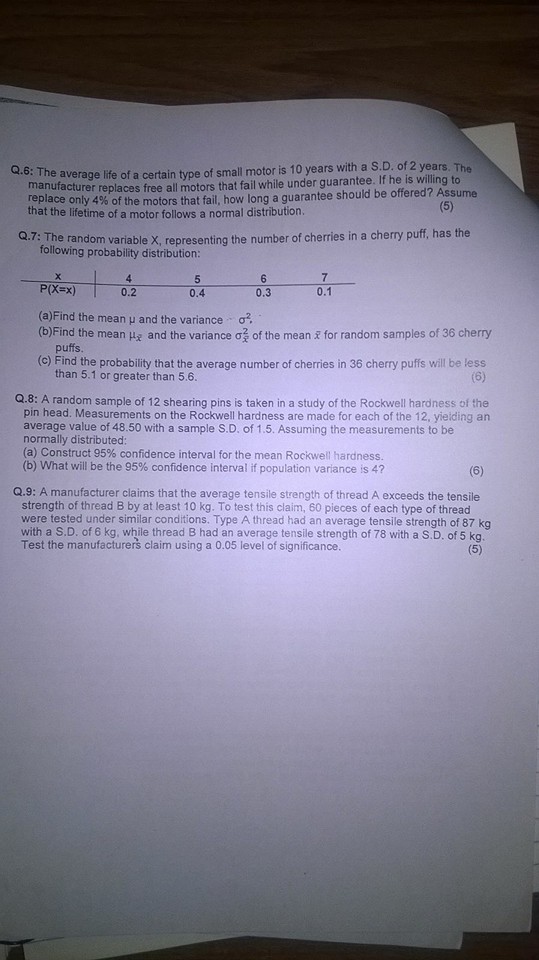 Q.6: The average life of a certain type of small motor is 10 years with a S.D. of 2 years. The
manufacturer replaces free all motors that fail while under guarantee. If he is willing to
replace only 4% of the motors that fail, how long a guarantee should be offered? Assume
that the lifetime of a motor follows a normal distribution. (5)
Q.7: The random variable X, representing the number of cherries in a cherry puff, has the
following probability distribution:
x 4 5 6 7
P(X=x) 0.2 0.4 0.3 0.1
(a)Find the mean μ and the variance σ².
(b)Find the mean μx̄ and the variance σ²x̄ of the mean x̄ for random samples of 36 cherry
puffs.
(c) Find the probability that the average number of cherries in 36 cherry puffs will be less
than 5.1 or greater than 5.6. (6)
Q.8: A random sample of 12 shearing pins is taken in a study of the Rockwell hardness of the
pin head. Measurements on the Rockwell hardness are made for each of the 12, yielding an
average value of 48.50 with a sample S.D. of 1.5. Assuming the measurements to be
normally distributed:
(a) Construct 95% confidence interval for the mean Rockwell hardness.
(b) What will be the 95% confidence interval if population variance is 4? (6)
Q.9: A manufacturer claims that the average tensile strength of thread A exceeds the tensile
strength of thread B by at least 10 kg. To test this claim, 60 pieces of each type of thread
were tested under similar conditions. Type A thread had an average tensile strength of 87 kg
with a S.D. of 6 kg, while thread B had an average tensile strength of 78 with a S.D. of 5 kg.
Test the manufacturers claim using a 0.05 level of significance. (5)